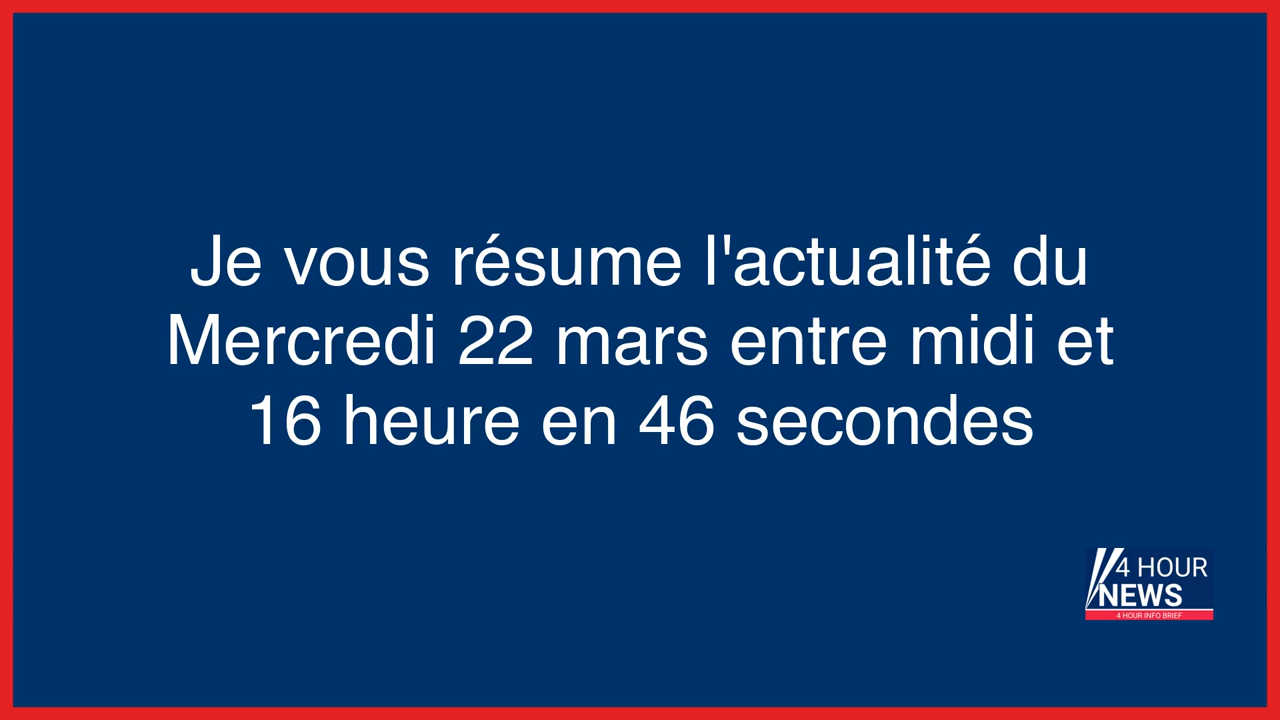 Je vous résume l'actualité du
Mercredi 22 mars entre midi et
16 heure en 46 secondes
4 HOUR
NEWS
4 HOUR INFO BRIEF